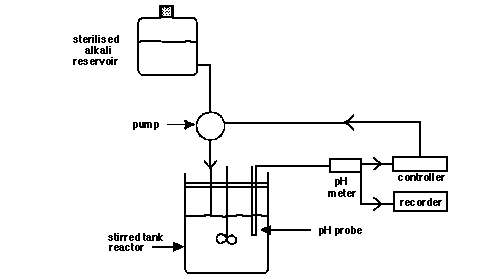 sterilised
alkali
reservoir
pump
pH
meter
controller
recorder
stirred tank
reactor
pH probe